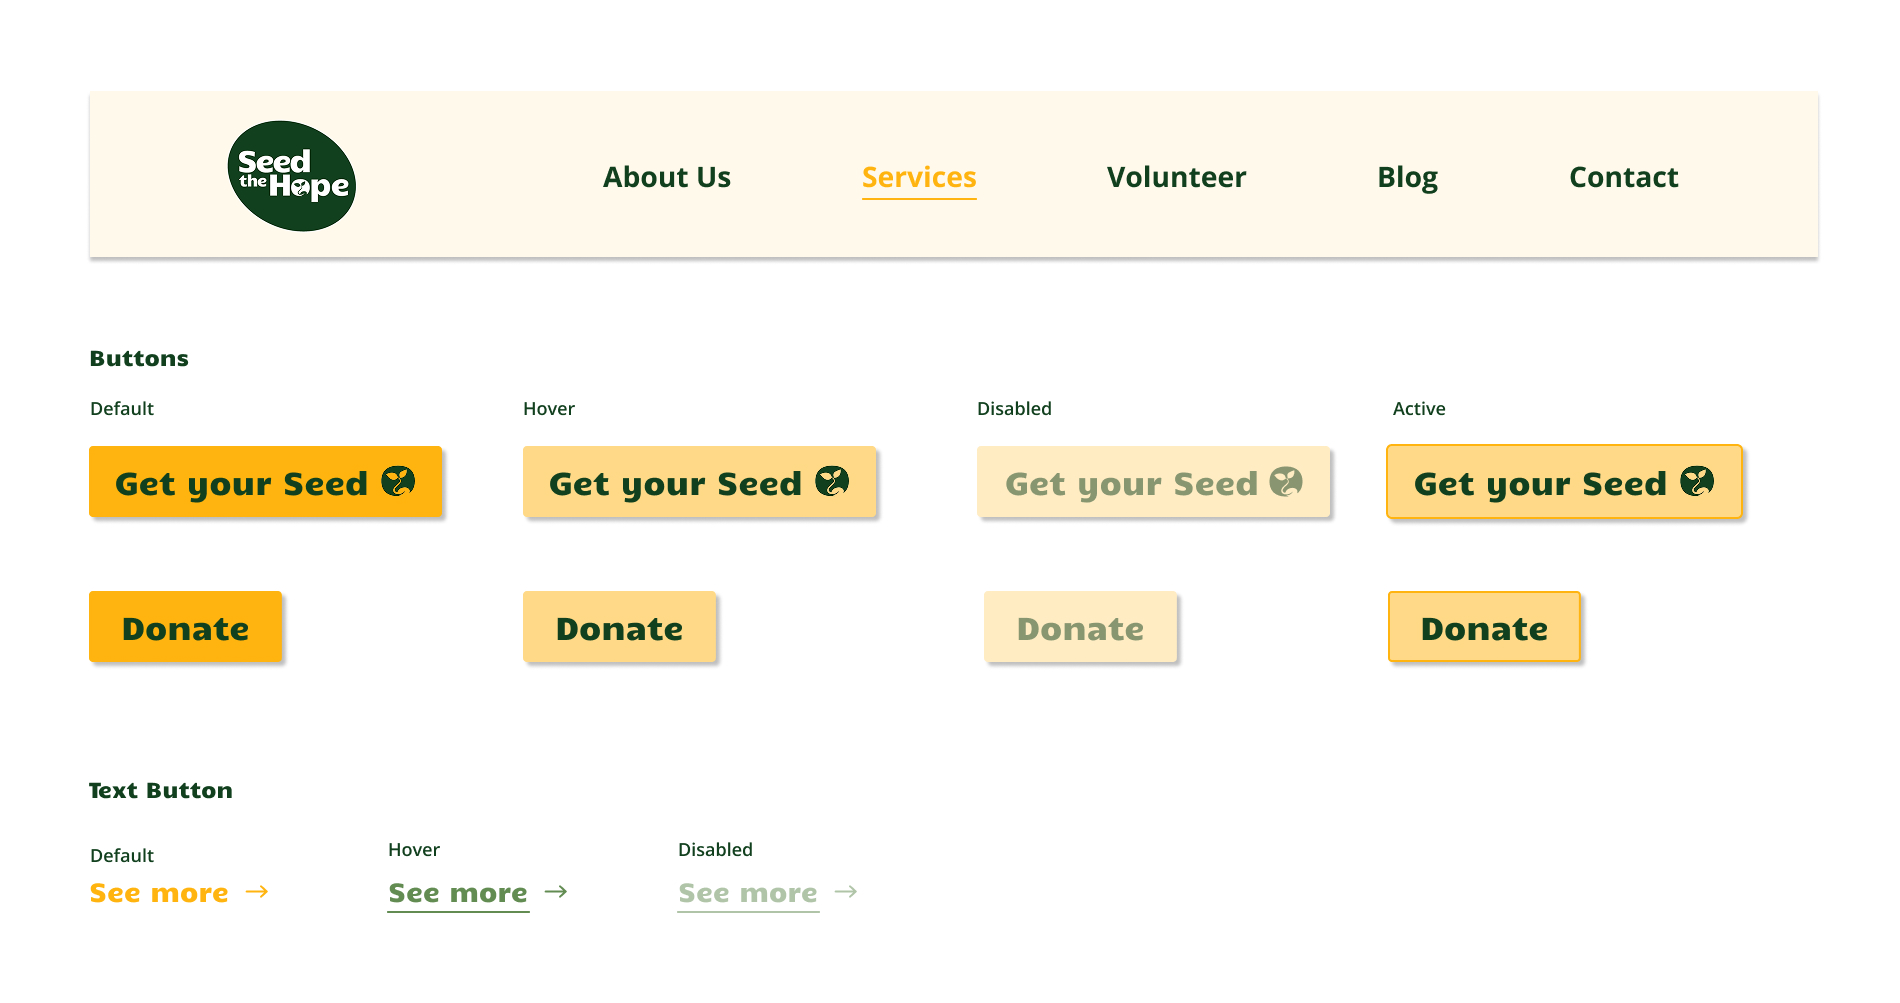 Seed
the Hope
About Us Services Volunteer Blog Contact
Buttons
Default Hover Disabled Active
Get your Seed Get your Seed Get your Seed Get your Seed
Donate Donate Donate Donate
Text Button
Default Hover Disabled
See more → See more → See more →